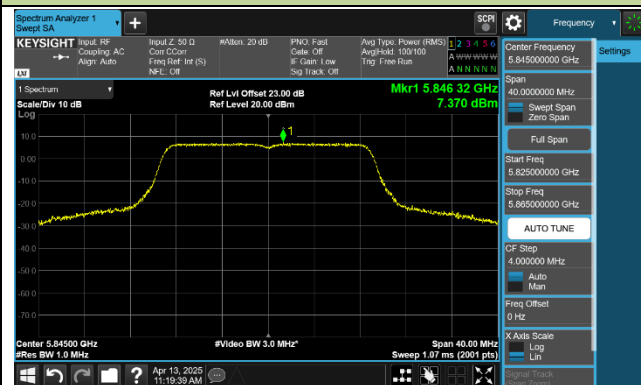 Spectrum Analyzer 1
Swept SA
SCPI
Frequency
KEYSIGHT
Input: RF
Coupling: AC
Align: Auto
Input Z: 50 Ω
Corr CCorr
Freq Ref: Int (S)
NFE: Off
#Atten: 20 dB
PNO: Fast
Gate: Off
IF Gain: Low
Sig Track: Off
Avg Type: Power (RMS)
Avg|Hold: 100/100
Trig: Free Run
1 2 3 4 5 6
A W W W W W
A N N N N N
LXI
1 Spectrum
Scale/Div 10 dB
Log
Ref Lvl Offset 23.00 dB
Ref Level 20.00 dBm
Mkr1 5.846 32 GHz
7.370 dBm
1
10.0
0.00
-10.0
-20.0
-30.0
-40.0
-50.0
-60.0
-70.0
Center 5.84500 GHz
#Res BW 1.0 MHz
#Video BW 3.0 MHz*
Span 40.00 MHz
Sweep 1.07 ms (2001 pts)
Apr 13, 2025
11:19:39 AM
Center Frequency
5.845000000 GHz
Span
40.0000000 MHz
Swept Span
Zero Span
Full Span
Start Freq
5.825000000 GHz
Stop Freq
5.865000000 GHz
AUTO TUNE
CF Step
4.000000 MHz
Auto
Man
Freq Offset
0 Hz
X Axis Scale
Log
Lin
Signal Track
(Span Zoom)
Settings